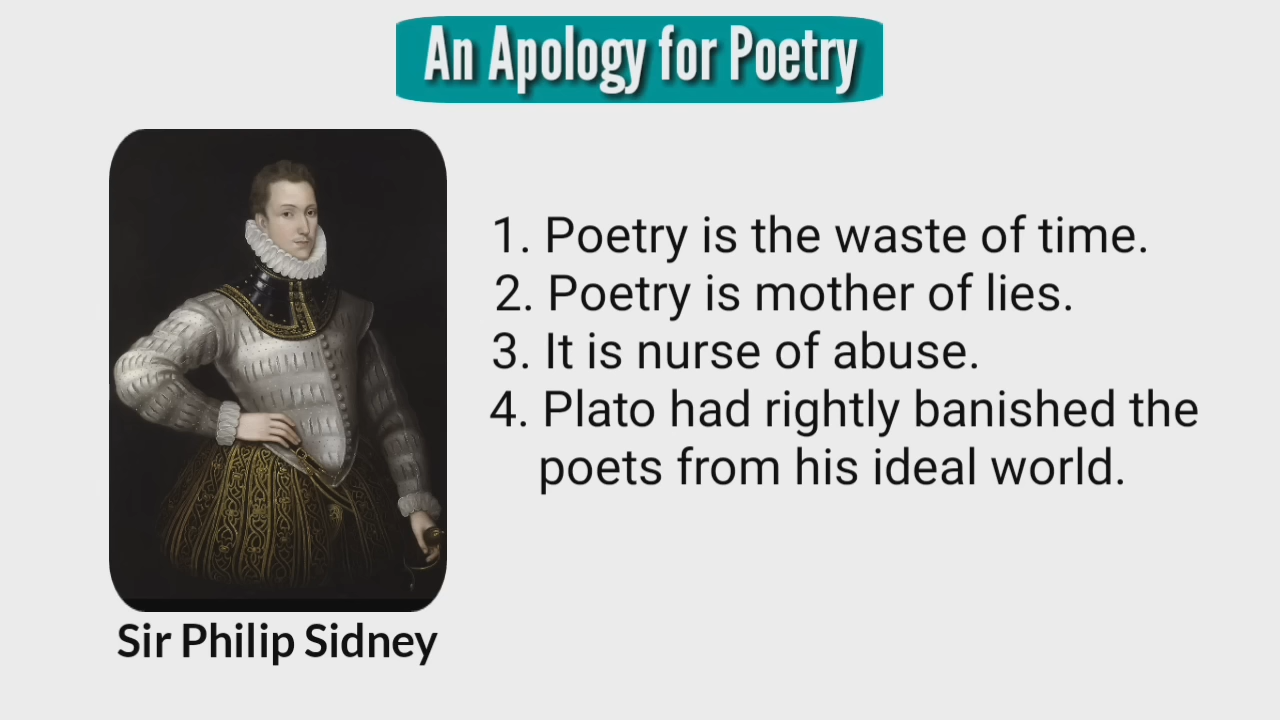 An Apology for Poetry
1. Poetry is the waste of time.
2. Poetry is mother of lies.
3. It is nurse of abuse.
4. Plato had rightly banished the
poets from his ideal world.
Sir Philip Sidney